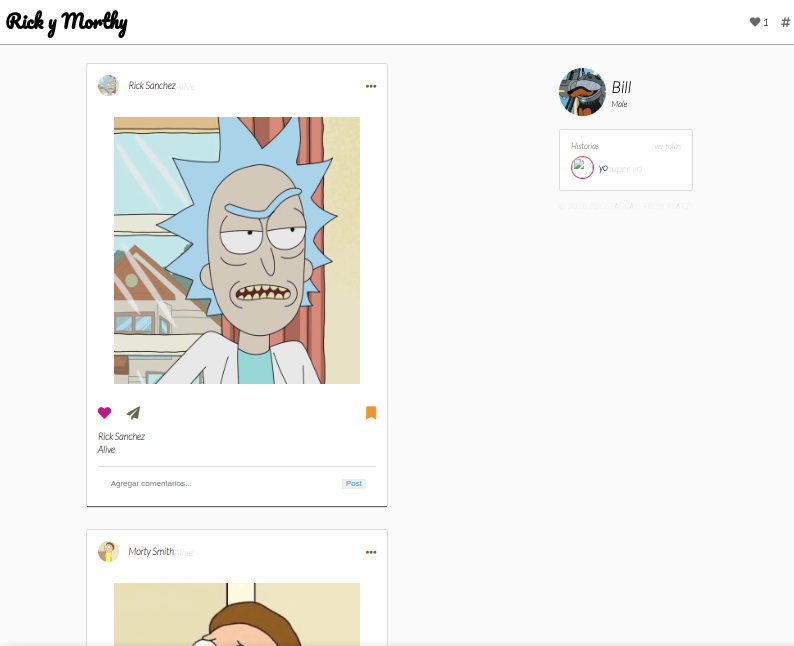 Rick y Morthy
1 #
Rick Sanchez Alive
Rick Sanchez
Alive
Agregar comentarios...
Post
Morty Smith Alive
Bill
Male
Historias
ver todas
yo super yo